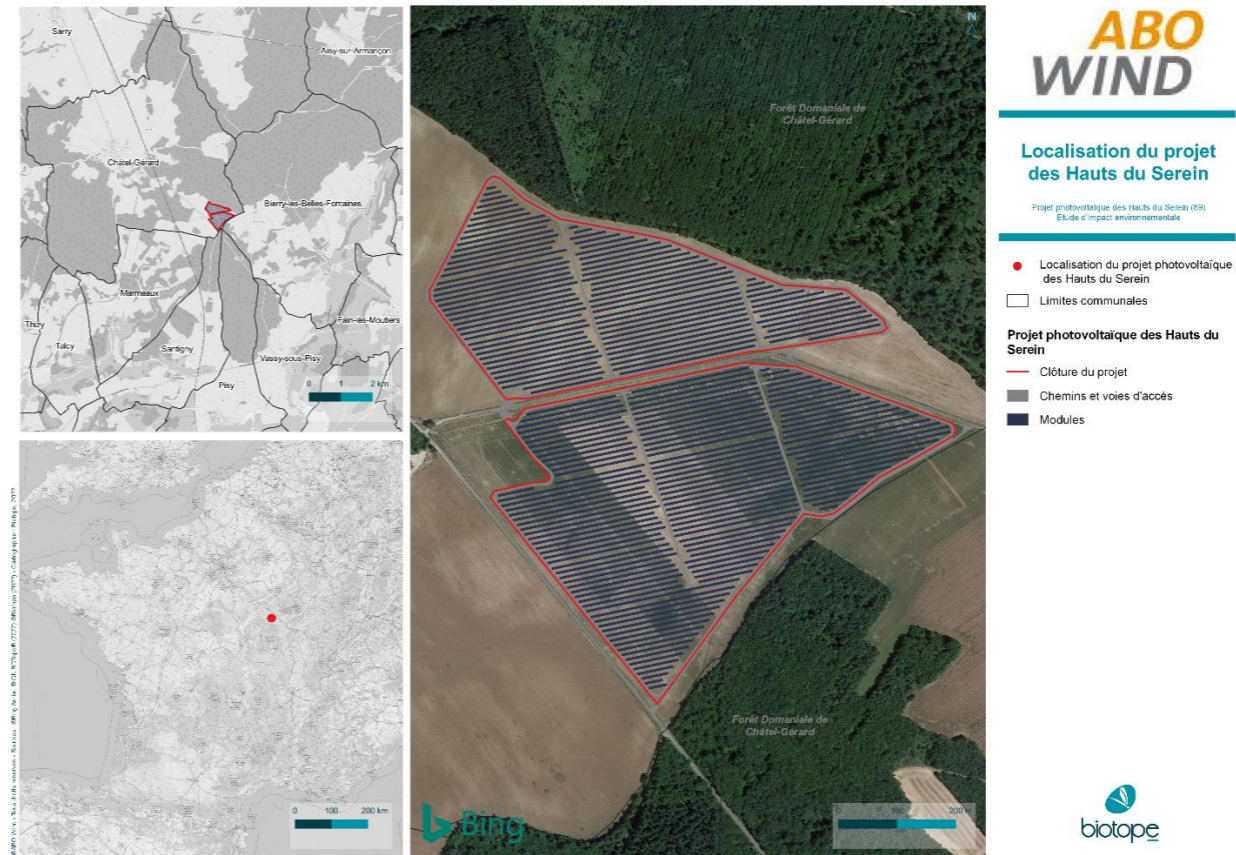 Sarry
Aisy-sur-Armançon
Châtel-Gérard
Bierry-les-Belles-Fontaines
Marmeaux
Thizy
Talcy
Santigny
Fain-lès-Moutiers
Vassy-sous-Pisy
Pisy
0 1 2 km
0 100 200 km
N
Forêt Domaniale de
Châtel-Gérard
Forêt Domaniale de
Châtel-Gérard
Bing
0 100 200 m
ABO
WIND
Localisation du projet
des Hauts du Serein
Projet photovoltaïque des Hauts du Serein (89)
Etude d'impact environnementale
Localisation du projet photovoltaïque
des Hauts du Serein
Limites communales
Projet photovoltaïque des Hauts du
Serein
Clôture du projet
Chemins et voies d'accès
Modules
biotope